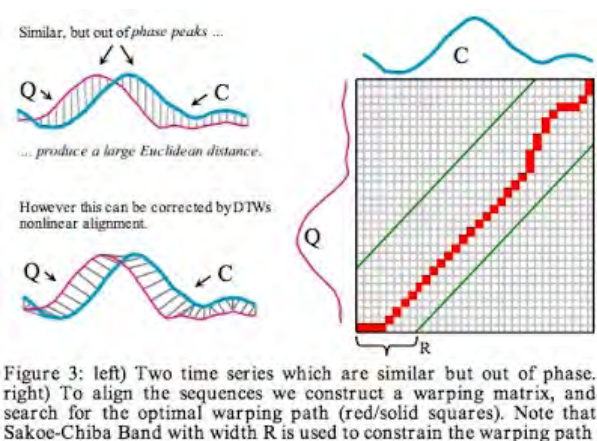 Similar, but out of phase peaks ...
Q
C
... produce a large Euclidean distance.
However this can be corrected by DTWs
nonlinear alignment.
Q
C
C
Q
R
Figure 3: left) Two time series which are similar but out of phase.
right) To align the sequences we construct a warping matrix, and
search for the optimal warping path (red/solid squares). Note that
Sakoe-Chiba Band with width R is used to constrain the warping path